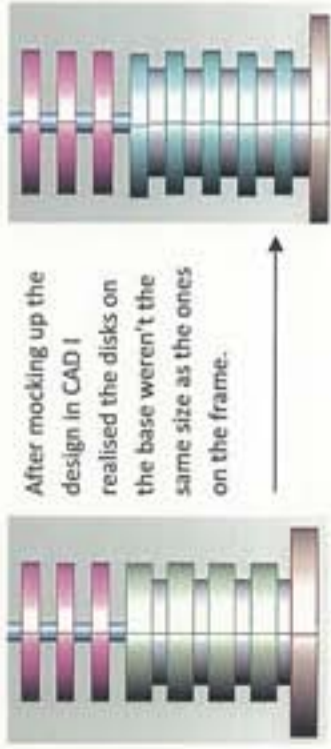 After mocking up the
design in CAD I
realised the disks on
the base weren't the
same size as the ones
on the frame.